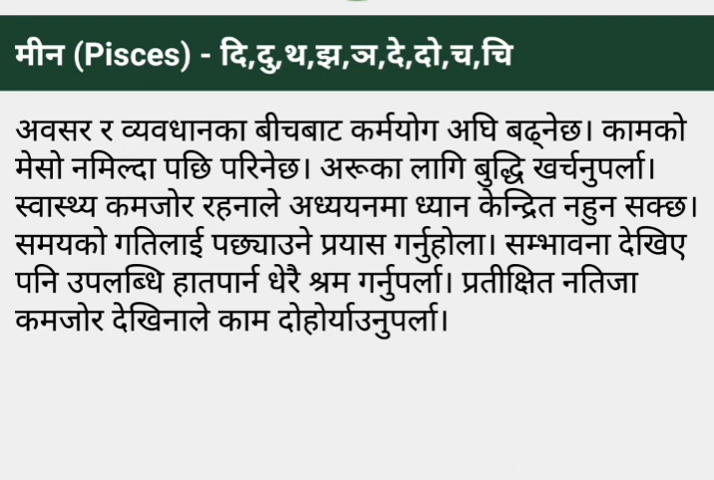 मीन (Pisces) - दि,दु,थ,झ,ञ,दे,दो,च,चि
अवसर र व्यवधानका बीचबाट कर्मयोग अघि बढ्नेछ। कामको
मेसो नमिल्दा पछि परिनेछ। अरूका लागि बुद्धि खर्चनुपर्ला।
स्वास्थ्य कमजोर रहनाले अध्ययनमा ध्यान केन्द्रित नहुन सक्छ।
समयको गतिलाई पछ्याउने प्रयास गर्नुहोला। सम्भावना देखिए
पनि उपलब्धि हातपार्न धेरै श्रम गर्नुपर्ला। प्रतीक्षित नतिजा
कमजोर देखिनाले काम दोहोर्याउनुपर्ला।